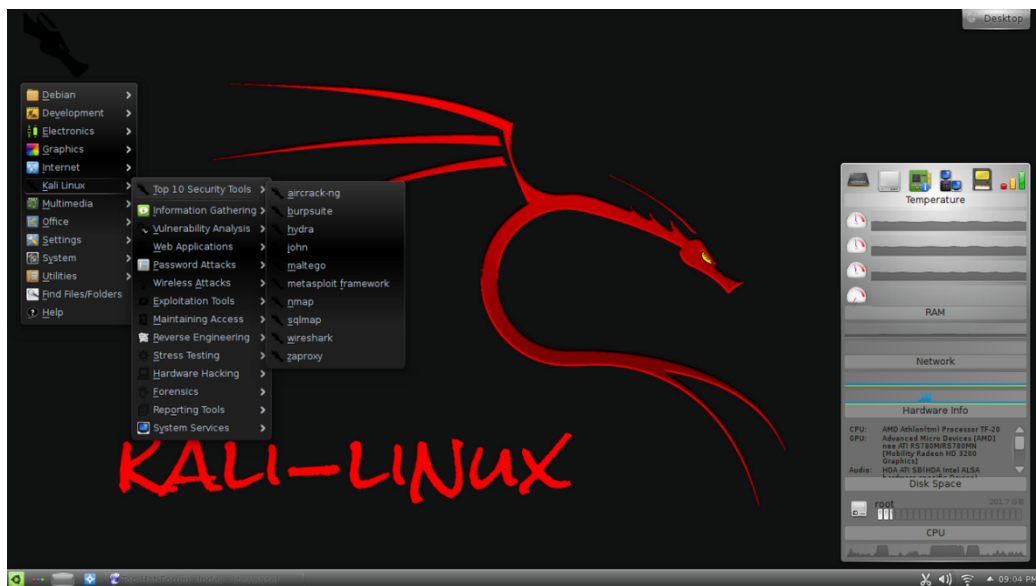 Desktop
Debian
Development
Electronics
Graphics
Internet
Kali Linux
Multimedia
Office
Settings
System
Utilities
Find Files/Folders
Help
Top 10 Security Tools
Information Gathering
Vulnerability Analysis
Web Applications
Password Attacks
Wireless Attacks
Exploitation Tools
Maintaining Access
Reverse Engineering
Stress Testing
Hardware Hacking
Forensics
Reporting Tools
System Services
aircrack-ng
burpsuite
hydra
john
maltego
metasploit framework
nmap
sqlmap
wireshark
zaproxy
KALI-LINUX
Temperature
RAM
Network
Hardware Info
CPU: AMD Athlon(tm) Processor TF-20
GPU: Advanced Micro Devices [AMD]
nee ATI RS780M/RS780MN
[Mobility Radeon HD 3200
Graphics]
Audio: HDA ATI SB(HDA Intel ALSA
Disk Space
root
CPU
09:04 PM